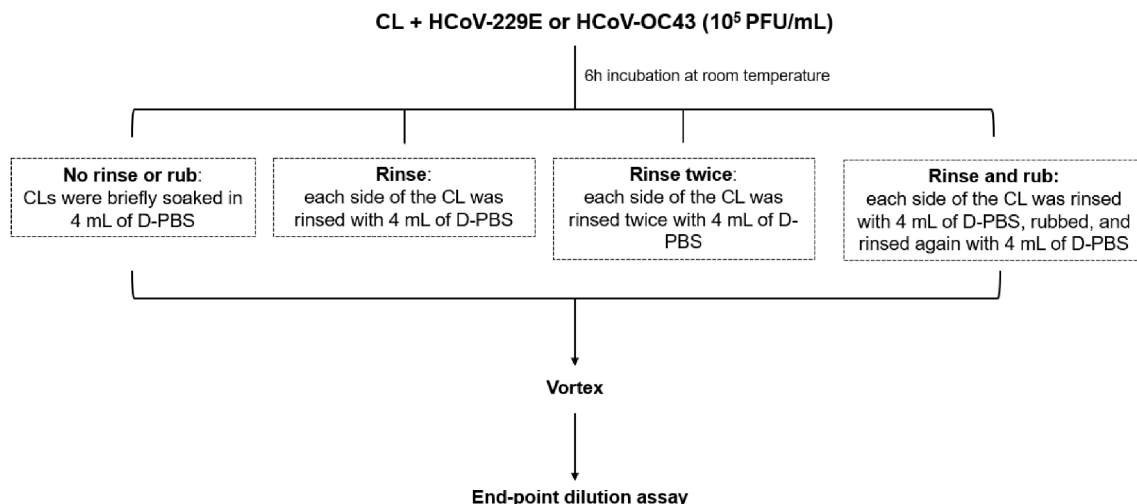 CL + HCoV-229E or HCoV-OC43 (10⁵ PFU/mL)
6h incubation at room temperature
No rinse or rub:
CLs were briefly soaked in
4 mL of D-PBS
Rinse:
each side of the CL was
rinsed with 4 mL of D-PBS
Rinse twice:
each side of the CL was
rinsed twice with 4 mL of D-
PBS
Rinse and rub:
each side of the CL was rinsed
with 4 mL of D-PBS, rubbed, and
rinsed again with 4 mL of D-PBS
Vortex
End-point dilution assay